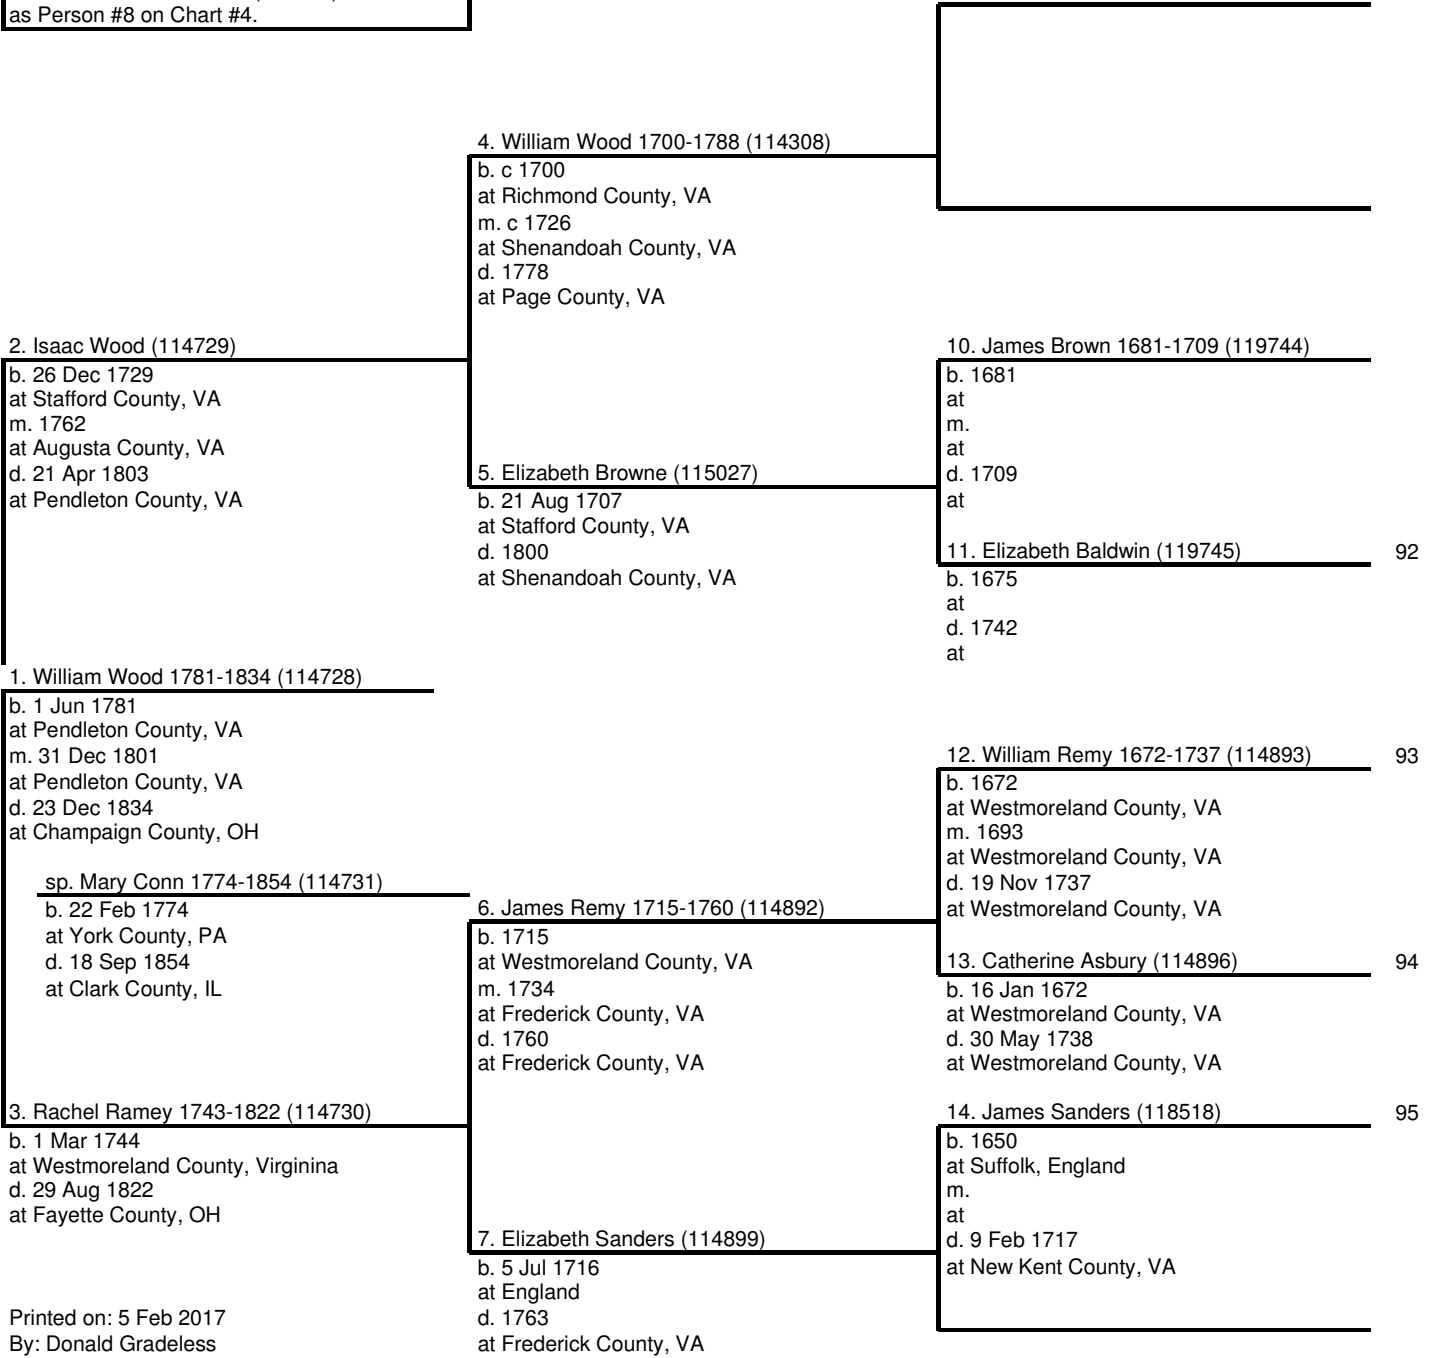 as Person #8 on Chart #4.
4. William Wood 1700-1788 (114308)
b. c 1700
at Richmond County, VA
m. c 1726
at Shenandoah County, VA
d. 1778
at Page County, VA
2. Isaac Wood (114729)
b. 26 Dec 1729
at Stafford County, VA
m. 1762
at Augusta County, VA
d. 21 Apr 1803
at Pendleton County, VA
10. James Brown 1681-1709 (119744)
b. 1681
at
m.
at
d. 1709
at
5. Elizabeth Browne (115027)
b. 21 Aug 1707
at Stafford County, VA
d. 1800
at Shenandoah County, VA
11. Elizabeth Baldwin (119745) 92
b. 1675
at
d. 1742
at
1. William Wood 1781-1834 (114728)
b. 1 Jun 1781
at Pendleton County, VA
m. 31 Dec 1801
at Pendleton County, VA
d. 23 Dec 1834
at Champaign County, OH
12. William Remy 1672-1737 (114893) 93
b. 1672
at Westmoreland County, VA
m. 1693
at Westmoreland County, VA
d. 19 Nov 1737
at Westmoreland County, VA
sp. Mary Conn 1774-1854 (114731)
b. 22 Feb 1774
at York County, PA
d. 18 Sep 1854
at Clark County, IL
6. James Remy 1715-1760 (114892)
b. 1715
at Westmoreland County, VA
m. 1734
at Frederick County, VA
d. 1760
at Frederick County, VA
13. Catherine Asbury (114896) 94
b. 16 Jan 1672
at Westmoreland County, VA
d. 30 May 1738
at Westmoreland County, VA
3. Rachel Ramey 1743-1822 (114730)
b. 1 Mar 1744
at Westmoreland County, Virginina
d. 29 Aug 1822
at Fayette County, OH
14. James Sanders (118518) 95
b. 1650
at Suffolk, England
m.
at
d. 9 Feb 1717
at New Kent County, VA
7. Elizabeth Sanders (114899)
b. 5 Jul 1716
at England
d. 1763
at Frederick County, VA
Printed on: 5 Feb 2017
By: Donald Gradeless